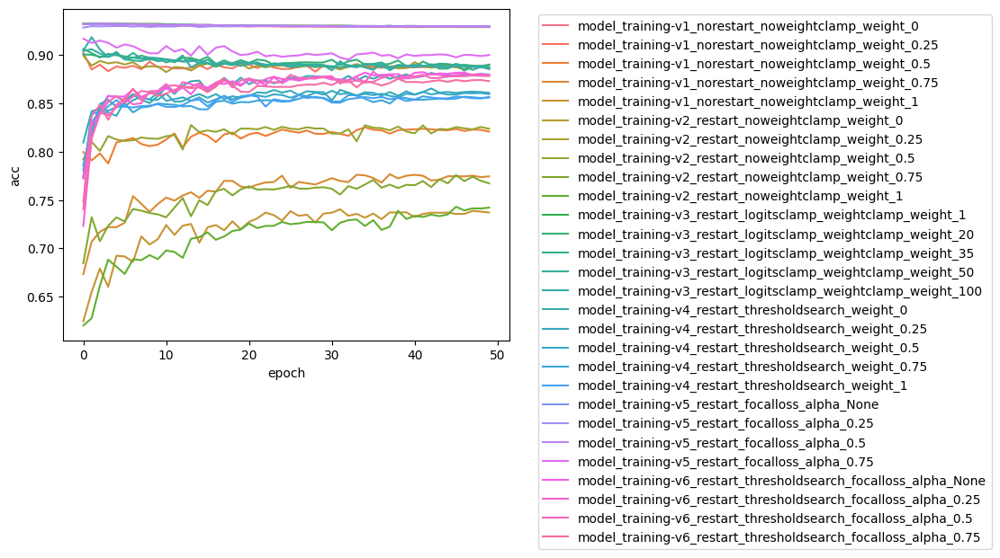 0.90
0.85
0.80
0.75
0.70
0.65
acc
0 10 20 30 40 50
epoch
model_training-v1_norestart_noweightclamp_weight_0
model_training-v1_norestart_noweightclamp_weight_0.25
model_training-v1_norestart_noweightclamp_weight_0.5
model_training-v1_norestart_noweightclamp_weight_0.75
model_training-v1_norestart_noweightclamp_weight_1
model_training-v2_restart_noweightclamp_weight_0
model_training-v2_restart_noweightclamp_weight_0.25
model_training-v2_restart_noweightclamp_weight_0.5
model_training-v2_restart_noweightclamp_weight_0.75
model_training-v2_restart_noweightclamp_weight_1
model_training-v3_restart_logitsclamp_weightclamp_weight_1
model_training-v3_restart_logitsclamp_weightclamp_weight_20
model_training-v3_restart_logitsclamp_weightclamp_weight_35
model_training-v3_restart_logitsclamp_weightclamp_weight_50
model_training-v3_restart_logitsclamp_weightclamp_weight_100
model_training-v4_restart_thresholdsearch_weight_0
model_training-v4_restart_thresholdsearch_weight_0.25
model_training-v4_restart_thresholdsearch_weight_0.5
model_training-v4_restart_thresholdsearch_weight_0.75
model_training-v4_restart_thresholdsearch_weight_1
model_training-v5_restart_focalloss_alpha_None
model_training-v5_restart_focalloss_alpha_0.25
model_training-v5_restart_focalloss_alpha_0.5
model_training-v5_restart_focalloss_alpha_0.75
model_training-v6_restart_thresholdsearch_focalloss_alpha_None
model_training-v6_restart_thresholdsearch_focalloss_alpha_0.25
model_training-v6_restart_thresholdsearch_focalloss_alpha_0.5
model_training-v6_restart_thresholdsearch_focalloss_alpha_0.75